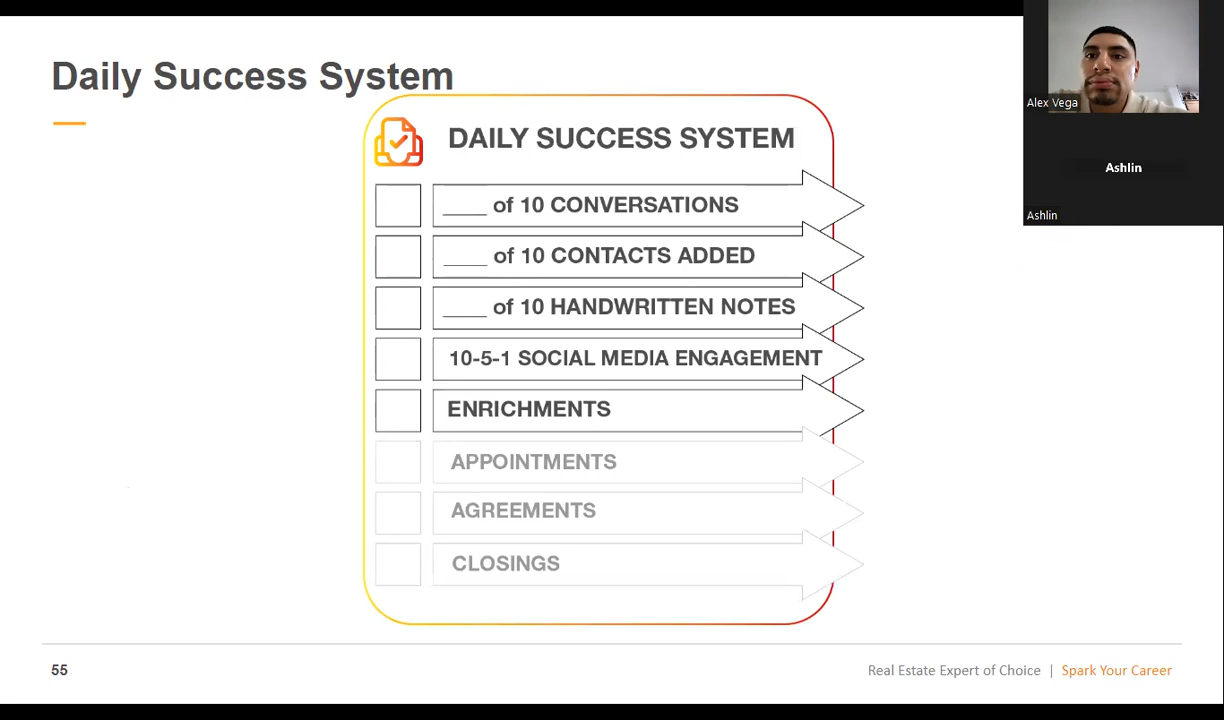 Daily Success System
DAILY SUCCESS SYSTEM
____ of 10 CONVERSATIONS
____ of 10 CONTACTS ADDED
____ of 10 HANDWRITTEN NOTES
10-5-1 SOCIAL MEDIA ENGAGEMENT
ENRICHMENTS
APPOINTMENTS
AGREEMENTS
CLOSINGS
55
Real Estate Expert of Choice | Spark Your Career
Alex Vega
Ashlin
Ashlin